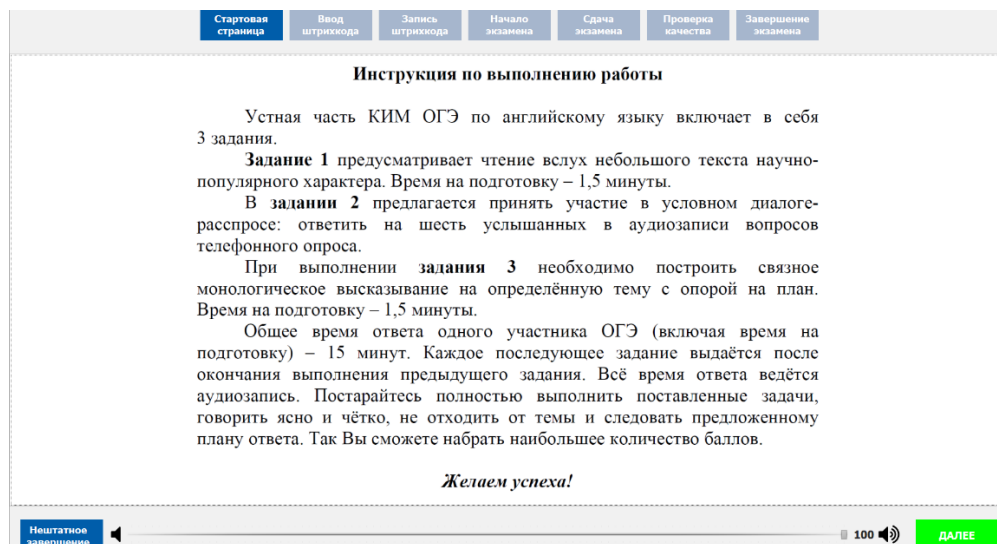 Стартовая страница
Ввод штрихкода
Запись штрихкода
Начало экзамена
Сдача экзамена
Проверка качества
Завершение экзамена
Инструкция по выполнению работы
Устная часть КИМ ОГЭ по английскому языку включает в себя
3 задания.
Задание 1 предусматривает чтение вслух небольшого текста научно-
популярного характера. Время на подготовку – 1,5 минуты.
В задании 2 предлагается принять участие в условном диалоге-
расспросе: ответить на шесть услышанных в аудиозаписи вопросов
телефонного опроса.
При выполнении задания 3 необходимо построить связное
монологическое высказывание на определённую тему с опорой на план.
Время на подготовку – 1,5 минуты.
Общее время ответа одного участника ОГЭ (включая время на
подготовку) – 15 минут. Каждое последующее задание выдаётся после
окончания выполнения предыдущего задания. Всё время ответа ведётся
аудиозапись. Постарайтесь полностью выполнить поставленные задачи,
говорить ясно и чётко, не отходить от темы и следовать предложенному
плану ответа. Так Вы сможете набрать наибольшее количество баллов.
Желаем успеха!
Нештатное
завершение
100
ДАЛЕЕ